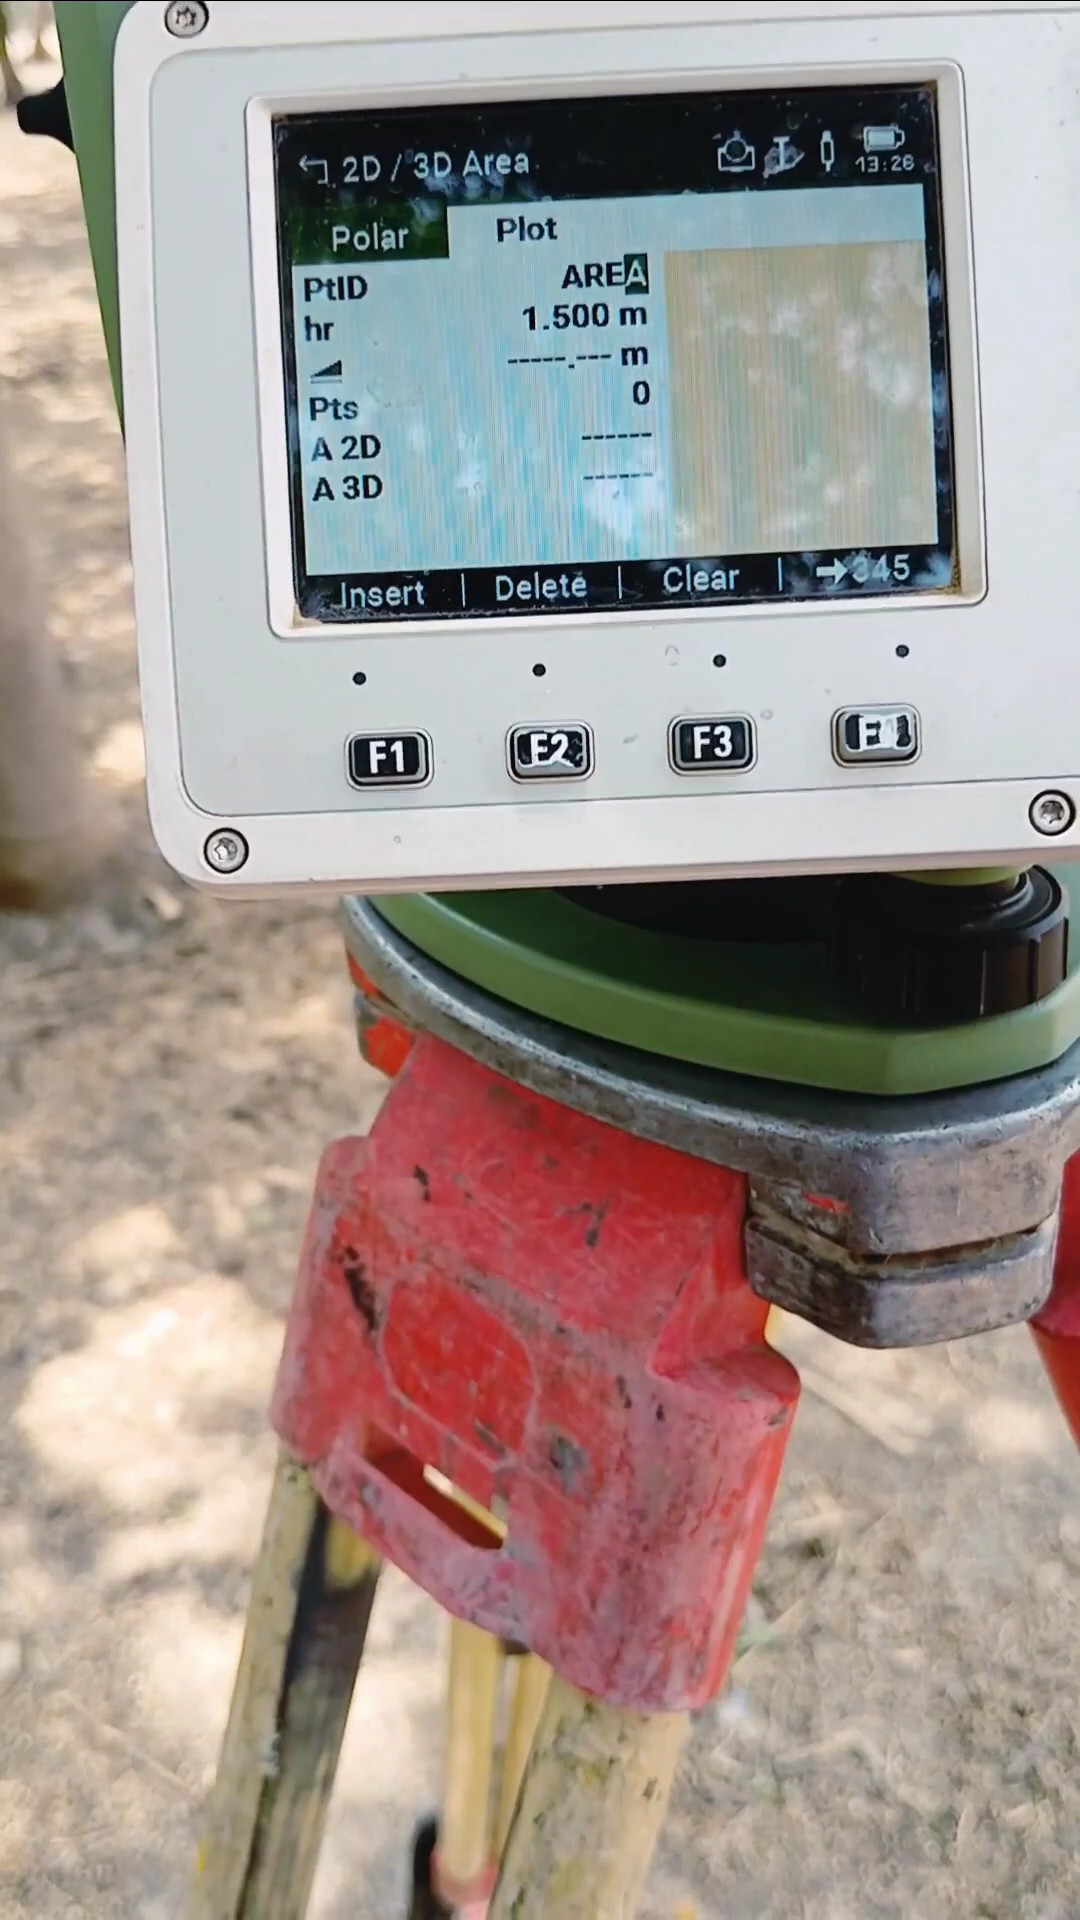 2D / 3D Area
13:26
Polar
Plot
PtID AREA
hr 1.500 m
-----.--- m
Pts 0
A 2D ------
A 3D ------
Insert | Delete | Clear | ➡345
F1 F2 F3